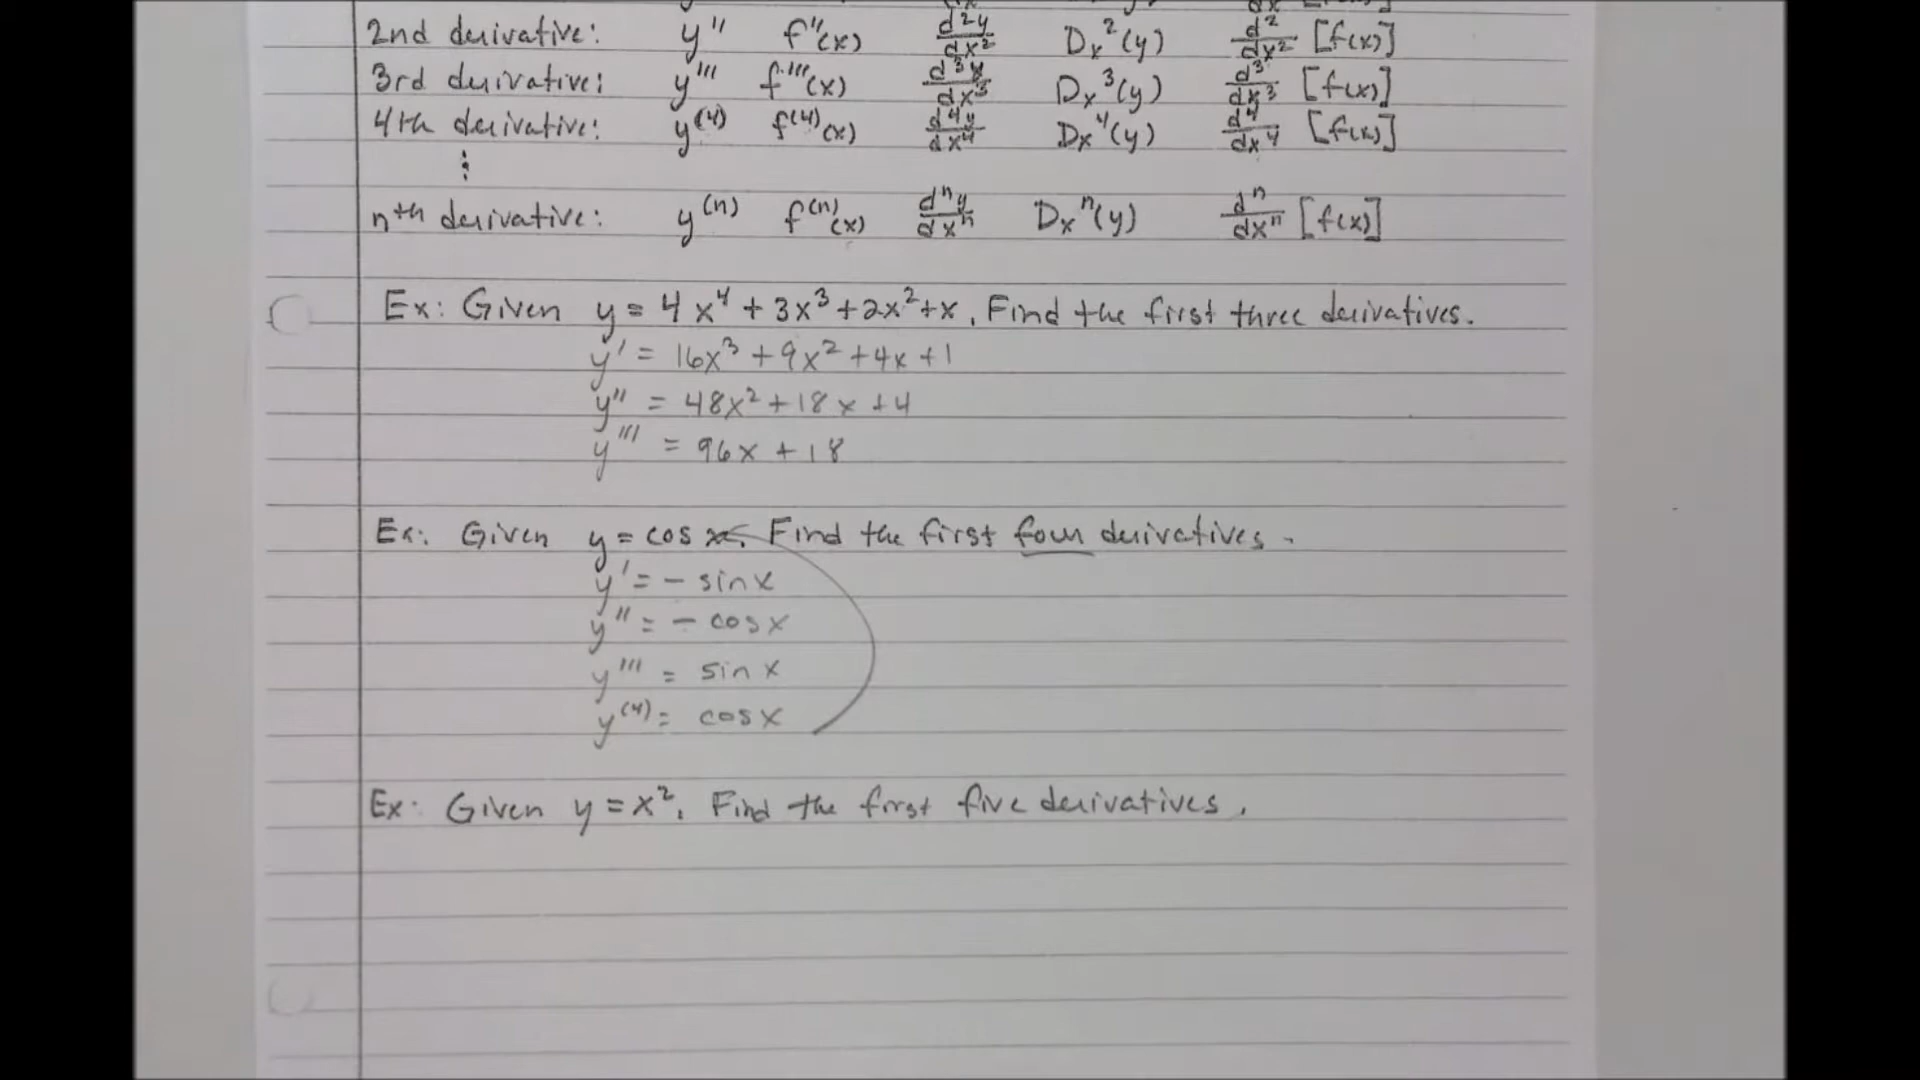 2nd derivative: y'' f''(x) d²y/dx² Dx²(y) d²/dx² [f(x)]
3rd derivative: y''' f'''(x) d³y/dx³ Dx³(y) d³/dx³ [f(x)]
4th derivative: y⁽⁴⁾ f⁽⁴⁾(x) d⁴y/dx⁴ Dx⁴(y) d⁴/dx⁴ [f(x)]
⋮
nth derivative: y⁽ⁿ⁾ f⁽ⁿ⁾(x) dⁿy/dxⁿ Dxⁿ(y) dⁿ/dxⁿ [f(x)]
Ex: Given y = 4x⁴ + 3x³ + 2x² + x. Find the first three derivatives.
y' = 16x³ + 9x² + 4x + 1
y'' = 48x² + 18x + 4
y''' = 96x + 18
Ex: Given y = cos x. Find the first four derivatives.
y' = - sin x
y'' = - cos x
y''' = sin x
y⁽⁴⁾ = cos x
Ex: Given y = x². Find the first five derivatives.